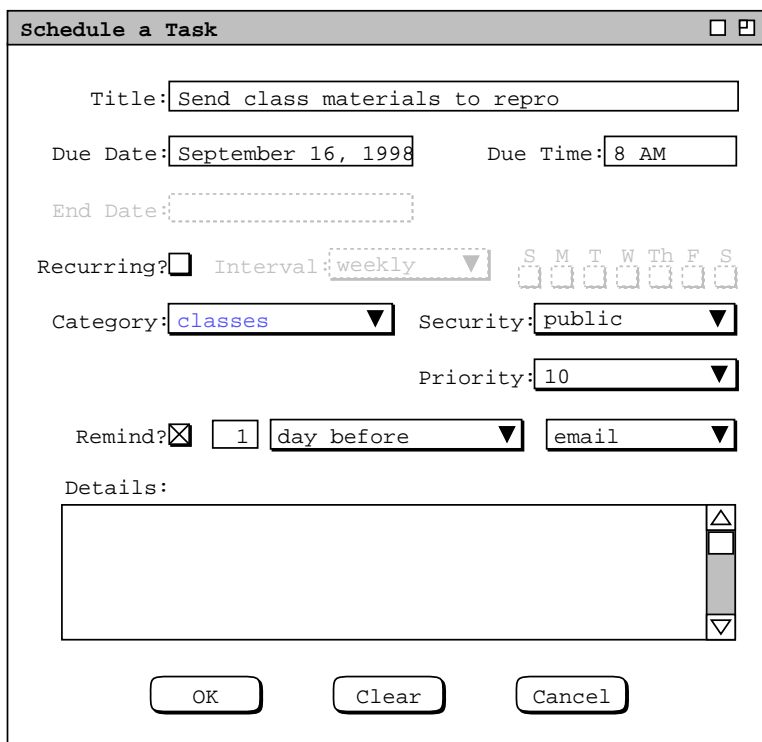 Schedule a Task
Title: Send class materials to repro
Due Date: September 16, 1998 Due Time: 8 AM
End Date:
Recurring? Interval: weekly S M T W Th F S
Category: classes Security: public
Priority: 10
Remind? 1 day before email
Details:
OK Clear Cancel